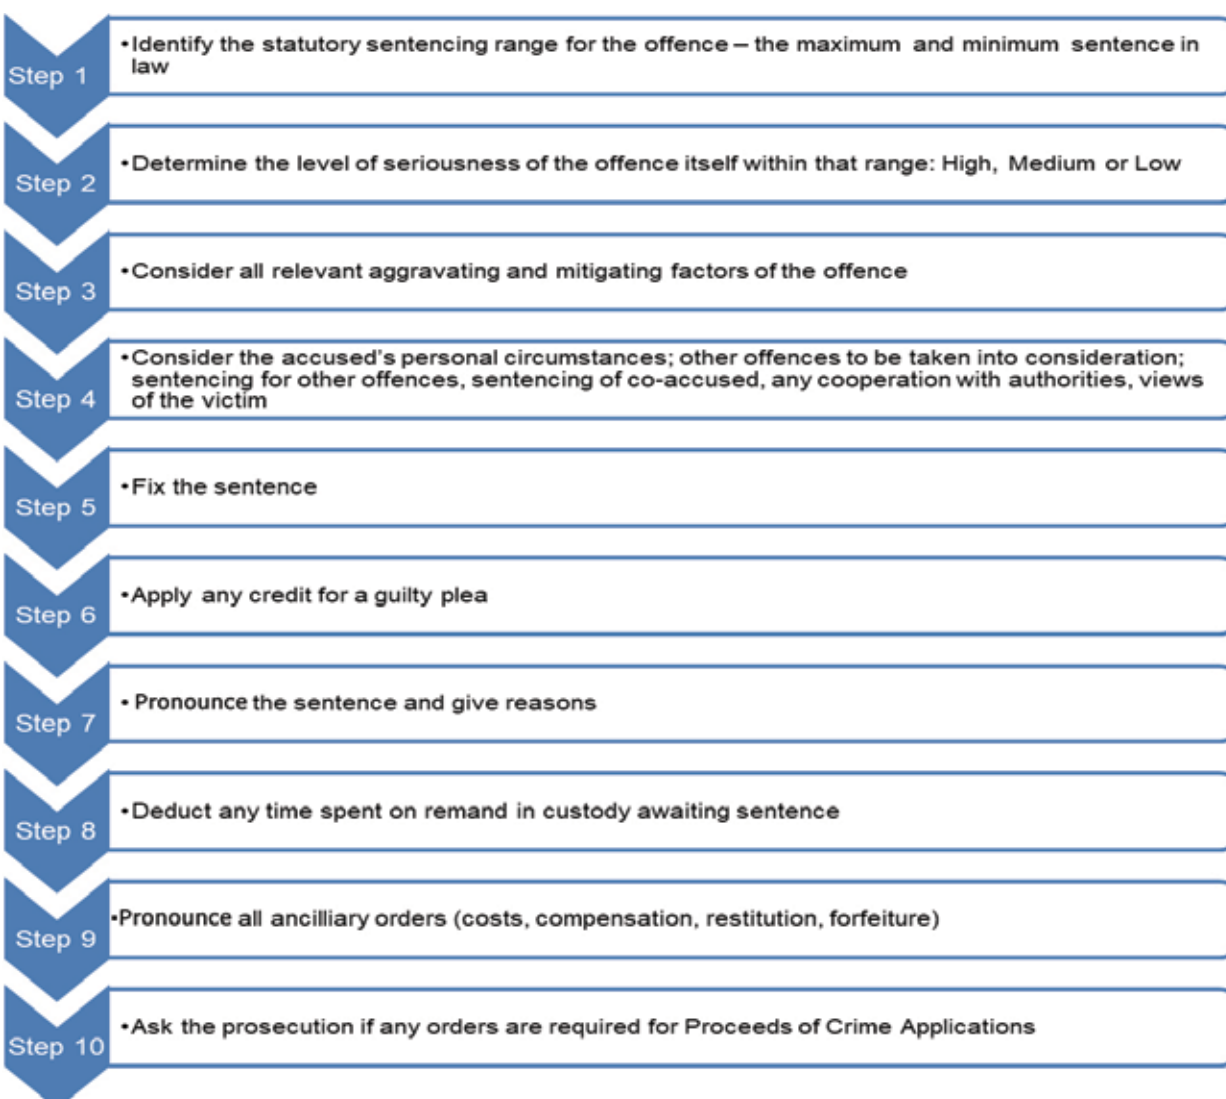 Step 1
•Identify the statutory sentencing range for the offence – the maximum and minimum sentence in
law
Step 2
•Determine the level of seriousness of the offence itself within that range: High, Medium or Low
Step 3
•Consider all relevant aggravating and mitigating factors of the offence
Step 4
•Consider the accused's personal circumstances; other offences to be taken into consideration;
sentencing for other offences, sentencing of co-accused, any cooperation with authorities, views
of the victim
Step 5
•Fix the sentence
Step 6
•Apply any credit for a guilty plea
Step 7
• Pronounce the sentence and give reasons
Step 8
•Deduct any time spent on remand in custody awaiting sentence
Step 9
•Pronounce all ancilliary orders (costs, compensation, restitution, forfeiture)
Step 10
•Ask the prosecution if any orders are required for Proceeds of Crime Applications